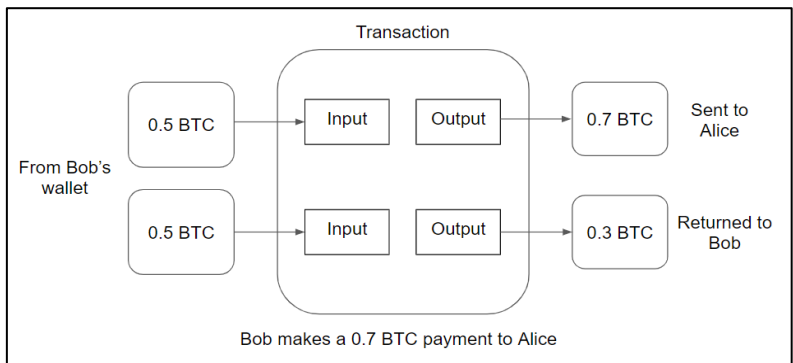 Transaction
0.5 BTC
Input
Output
0.7 BTC
Sent to
Alice
From Bob's
wallet
0.5 BTC
Input
Output
0.3 BTC
Returned to
Bob
Bob makes a 0.7 BTC payment to Alice